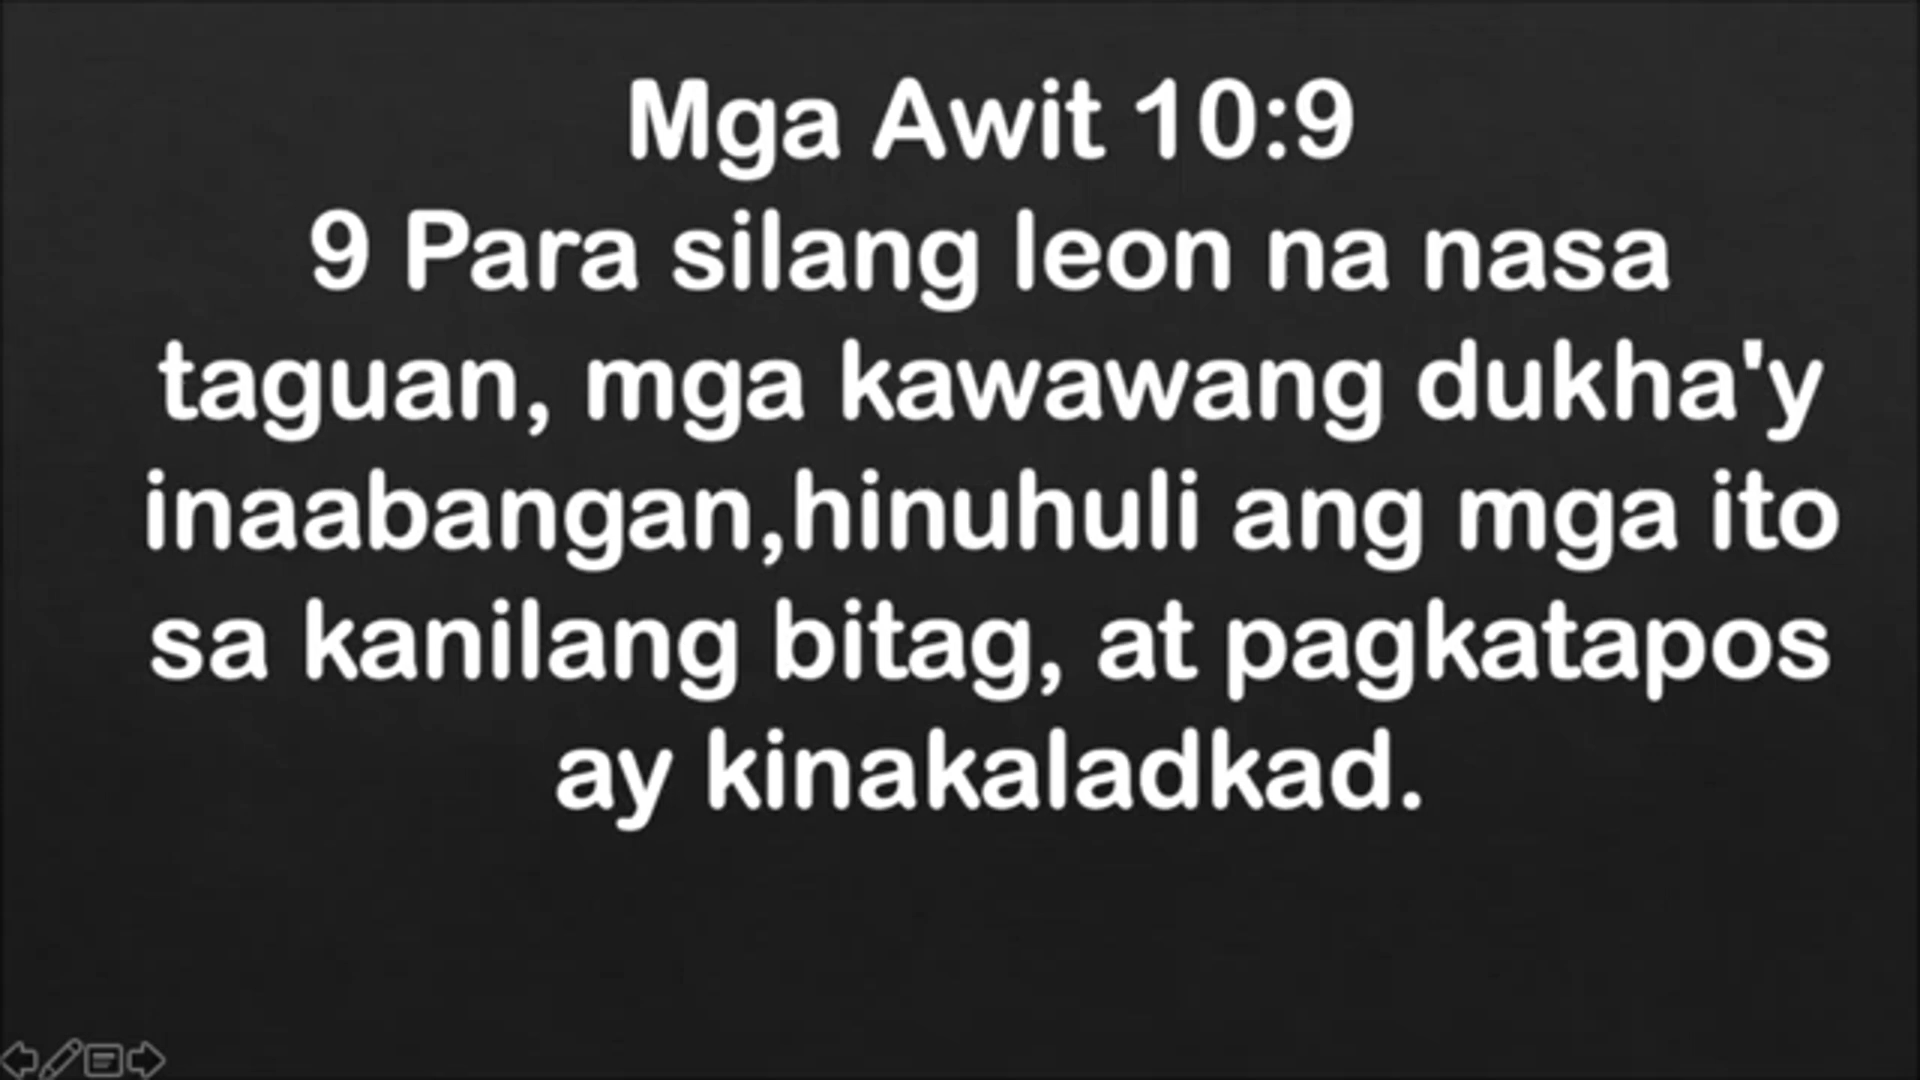 Mga Awit 10:9
9 Para silang leon na nasa
taguan, mga kawawang dukha'y
inaabangan,hinuhuli ang mga ito
sa kanilang bitag, at pagkatapos
ay kinakaladkad.